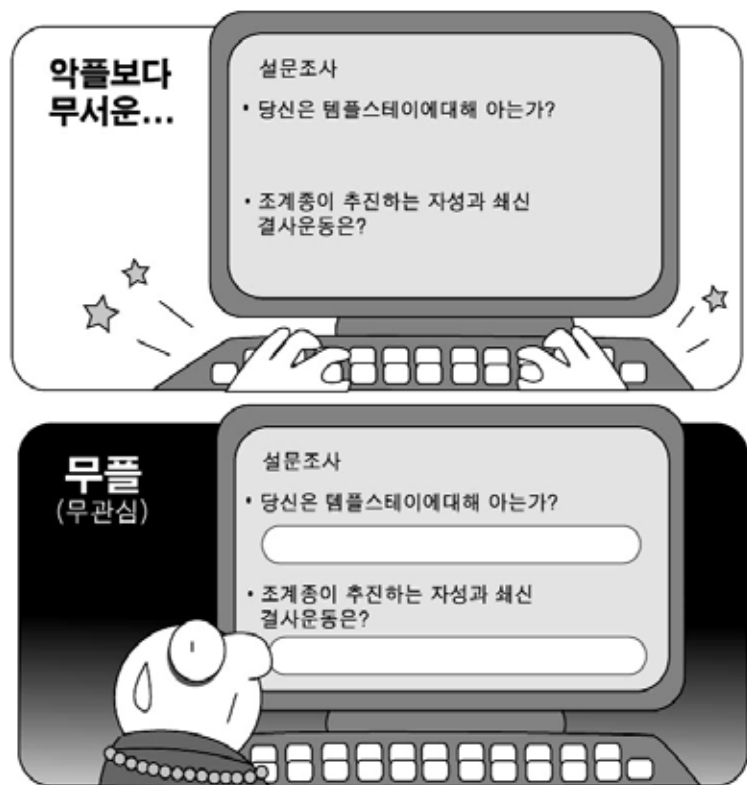 악플보다
무서운...
설문조사
• 당신은 템플스테이에대해 아는가?
• 조계종이 추진하는 자성과 쇄신
결사운동은?
무플
(무관심)
설문조사
• 당신은 템플스테이에대해 아는가?
• 조계종이 추진하는 자성과 쇄신
결사운동은?